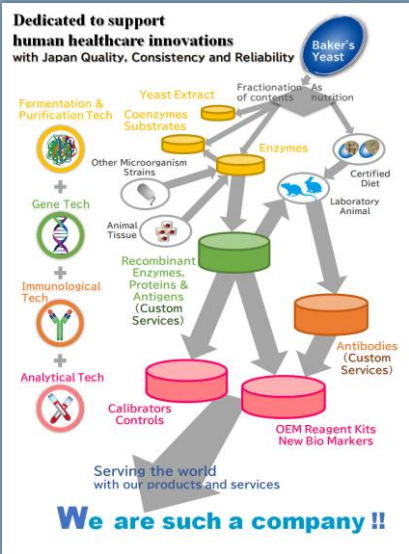 Dedicated to support
human healthcare innovations
with Japan Quality, Consistency and Reliability
Baker's
Yeast
Fractionation
of contents
As
nutrition
Yeast Extract
Fermentation &
Purification Tech
Coenzymes
Substrates
Enzymes
Other Microorganism
Strains
Certified
Diet
Laboratory
Animal
Gene Tech
Animal
Tissue
Recombinant
Enzymes,
Proteins &
Antigens
(Custom
Services)
Immunological
Tech
Antibodies
(Custom
Services)
Analytical Tech
Calibrators
Controls
OEM Reagent Kits
New Bio Markers
Serving the world
with our products and services
We are such a company !!